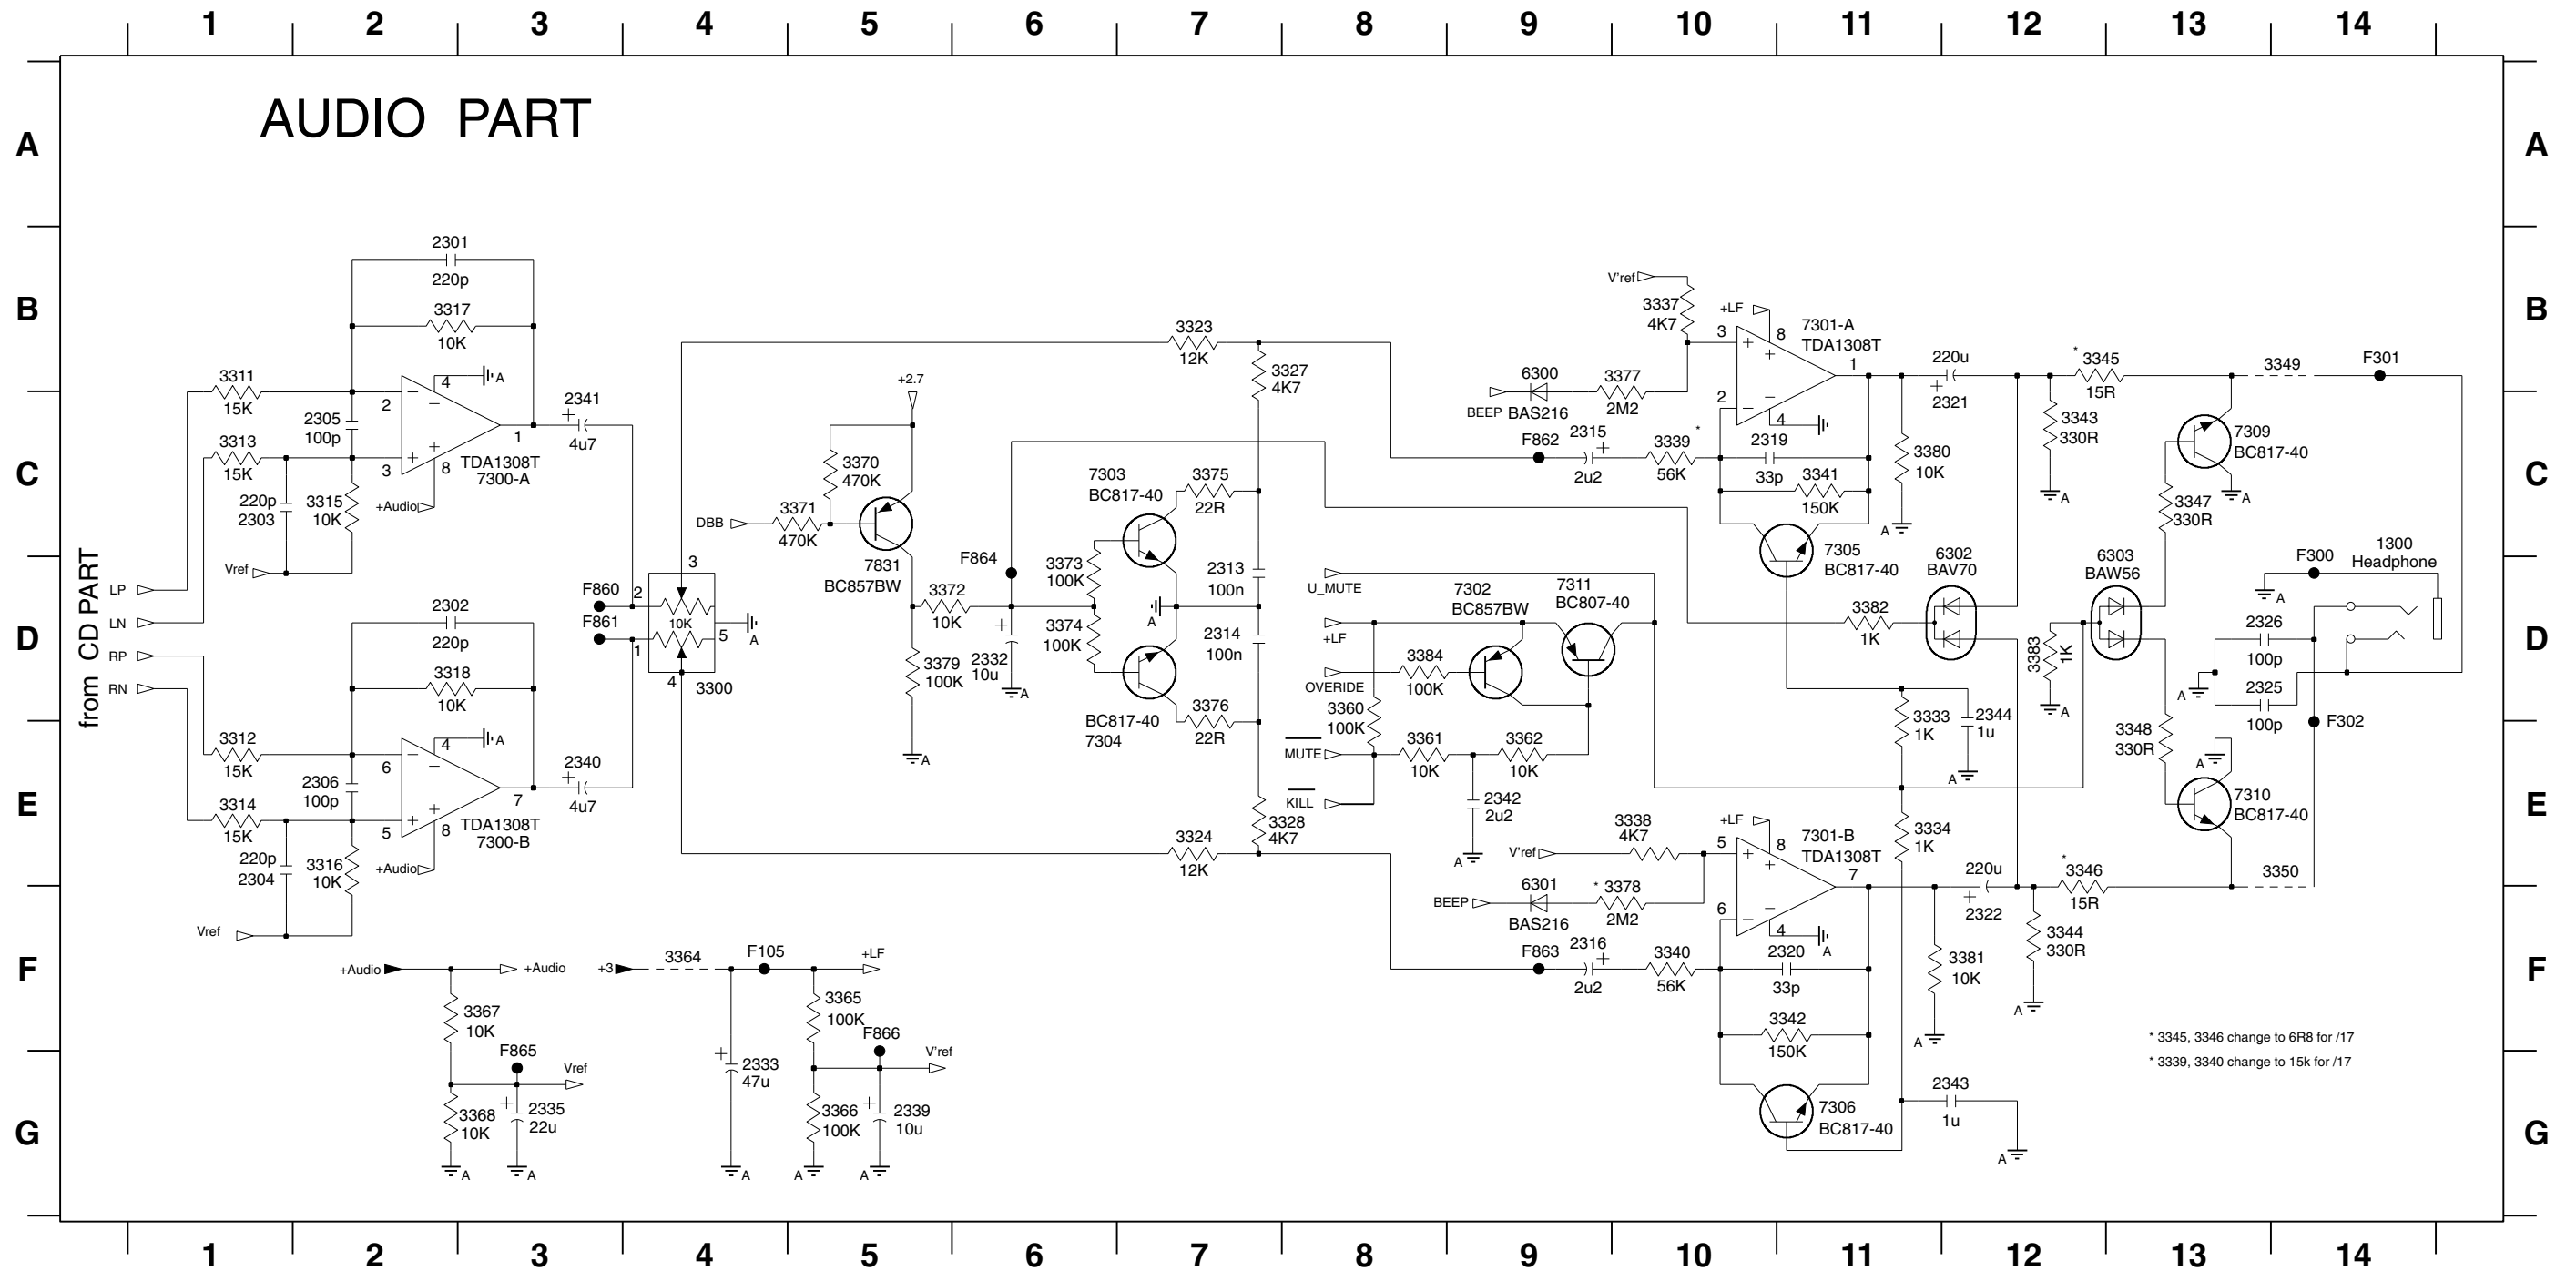 1 2 3 4 5 6 7 8 9 10 11 12 13 14
A A
AUDIO PART
B B
2301
220p
3317
10K
3311
15K
2305
100p
3313
15K
220p
2303
3315
10K
2
3
4
8
1
A
+Audio
TDA1308T
7300-A
2341
4u7
Vref
from CD PART
LP
LN
RP
RN
2302
220p
3318
10K
3312
15K
2306
100p
3314
15K
220p
2304
3316
10K
6
5
4
8
7
A
+Audio
TDA1308T
7300-B
2340
4u7
Vref
F860
F861
2
1
3
10K
5
4
A
3300
+2.7
3370
470K
DBB
3371
470K
7831
BC857BW
3372
10K
3379
100K
A
F864
2332
10u
A
3373
100K
3374
100K
7303
BC817-40
3375
22R
BC817-40
7304
3376
22R
A
2313
100n
2314
100n
3323
12K
3327
4K7
3324
12K
3328
4K7
C C
D D
E E
U_MUTE
+LF
OVERIDE
3384
100K
3360
100K
MUTE
3361
10K
3362
10K
KILL
2342
2u2
A
7302
BC857BW
7311
BC807-40
V'ref
3337
4K7
+LF
3
8
2
4
1
7301-A
TDA1308T
6300
BEEP BAS216
3377
2M2
F862
2315
2u2
*
3339
56K
2319
33p
3341
150K
7305
BC817-40
3380
10K
A
220u
2321
* 3345
15R
3343
330R
A
3349
F301
7309
BC817-40
A
3347
330R
6302
BAV70
3382
1K
6303
BAW56
3383
1K
A
F300
1300
Headphone
A
2326
100p
2325
100p
A
F302
3333
1K
2344
1u
A
3348
330R
A
7310
BC817-40
3334
1K
3338
4K7
V'ref
+LF
5
8
6
4
7
A
7301-B
TDA1308T
BEEP
6301
BAS216
* 3378
2M2
F863
2316
2u2
3340
56K
2320
33p
3342
150K
7306
BC817-40
220u
2322
* 3346
15R
3350
3344
330R
A
3381
10K
A
2343
1u
A
F F
+Audio
+Audio
3367
10K
F865
Vref
3368
10K
2335
22u
A
A
+3
3364
F105
+LF
2333
47u
A
3365
100K
F866
V'ref
3366
100K
2339
10u
A
A
* 3345, 3346 change to 6R8 for /17
* 3339, 3340 change to 15k for /17
G G
1 2 3 4 5 6 7 8 9 10 11 12 13 14